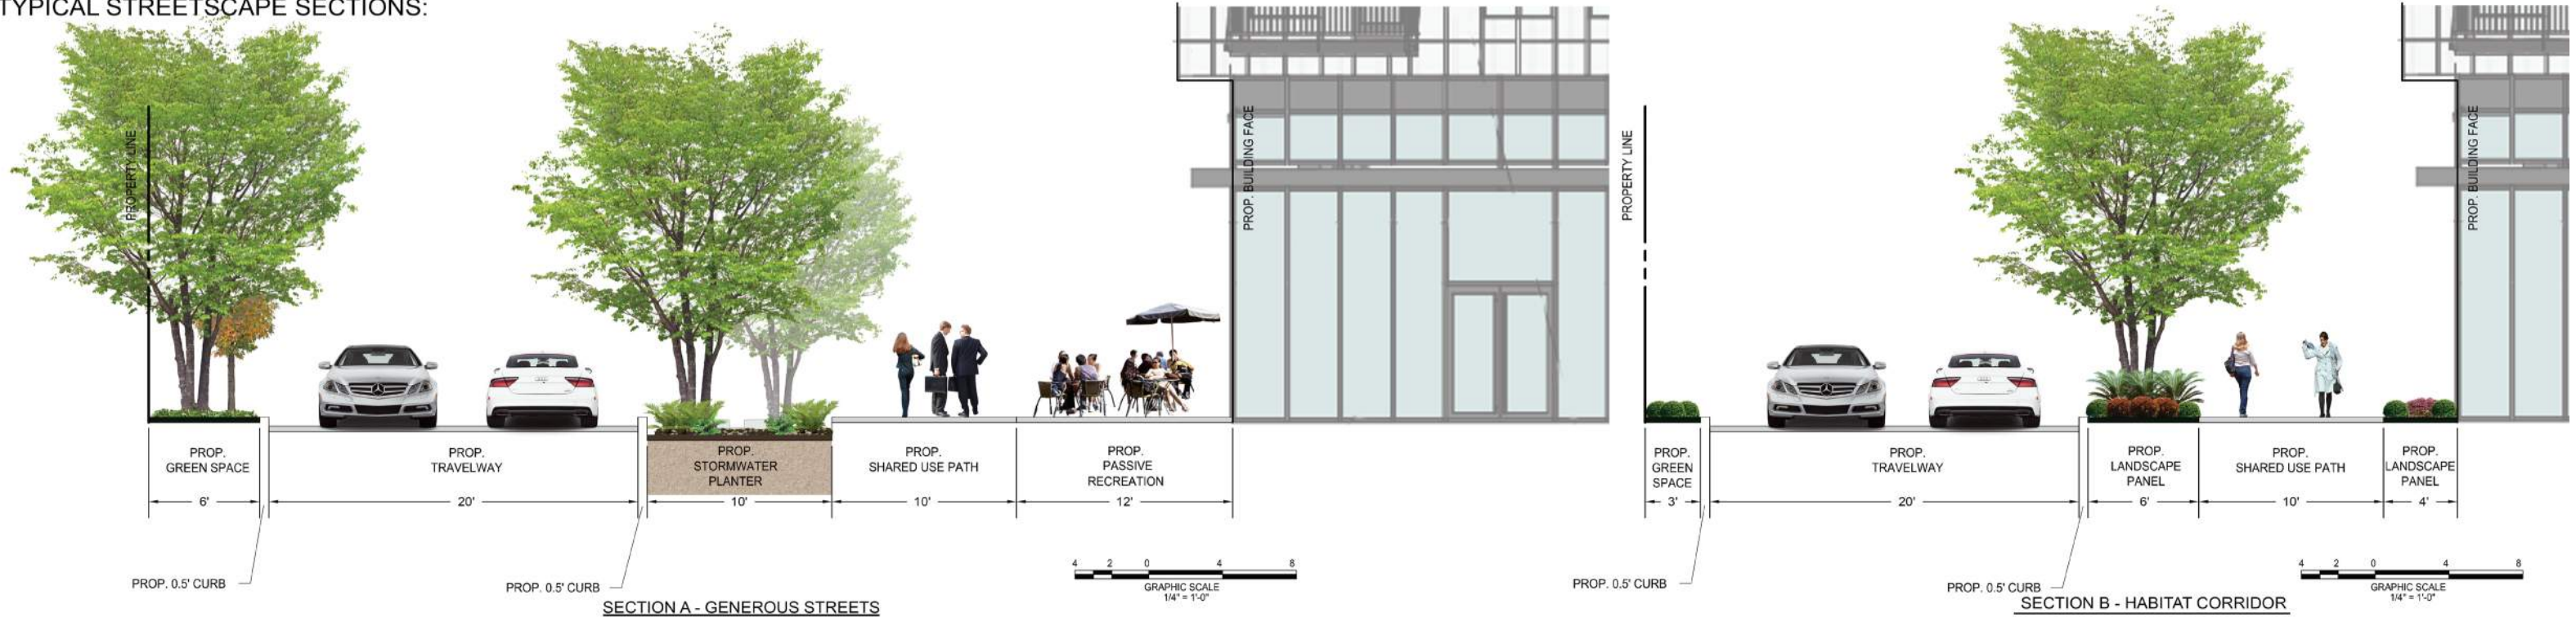 TYPICAL STREETSCAPE SECTIONS:
PROPERTY LINE
PROP. BUILDING FACE
PROP.
GREEN SPACE
6'
PROP.
TRAVELWAY
20'
PROP.
STORMWATER
PLANTER
10'
PROP.
SHARED USE PATH
10'
PROP.
PASSIVE
RECREATION
12'
PROP. 0.5' CURB
PROP. 0.5' CURB
4 2 0 4 8
GRAPHIC SCALE
1/4" = 1'-0"
SECTION A - GENEROUS STREETS
PROPERTY LINE
PROP. BUILDING FACE
PROP.
GREEN
SPACE
3'
PROP.
TRAVELWAY
20'
PROP.
LANDSCAPE
PANEL
6'
PROP.
SHARED USE PATH
10'
PROP.
LANDSCAPE
PANEL
4'
PROP. 0.5' CURB
PROP. 0.5' CURB
4 2 0 4 8
GRAPHIC SCALE
1/4" = 1'-0"
SECTION B - HABITAT CORRIDOR